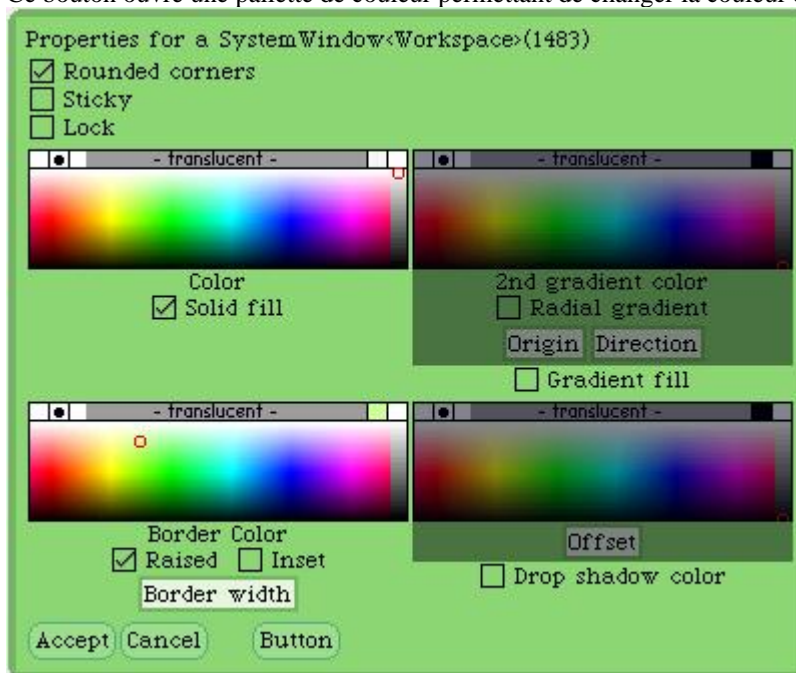 Ce bouton ouvre une palette de couleur permettant de changer la couleur
Properties for a SystemWindow<Workspace>(1483)
Rounded corners
Sticky
Lock
- translucent -
- translucent -
Color
Solid fill
2nd gradient color
Radial gradient
Origin Direction
Gradient fill
- translucent -
- translucent -
Border Color
Raised Inset
Border width
Offset
Drop shadow color
Accept Cancel Button